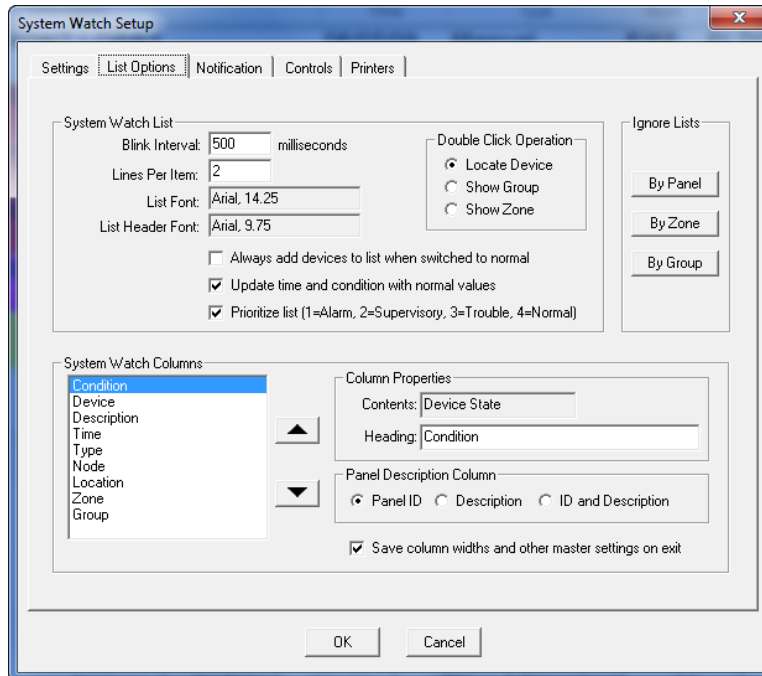 System Watch Setup
Settings List Options Notification Controls Printers
System Watch List
Blink Interval: 500 milliseconds
Lines Per Item: 2
List Font: Arial, 14.25
List Header Font: Arial, 9.75
Double Click Operation
Locate Device
Show Group
Show Zone
Always add devices to list when switched to normal
Update time and condition with normal values
Prioritize list (1=Alarm, 2=Supervisory, 3=Trouble, 4=Normal)
Ignore Lists
By Panel
By Zone
By Group
System Watch Columns
Condition
Device
Description
Time
Type
Node
Location
Zone
Group
Column Properties
Contents: Device State
Heading: Condition
Panel Description Column
Panel ID Description ID and Description
Save column widths and other master settings on exit
OK Cancel